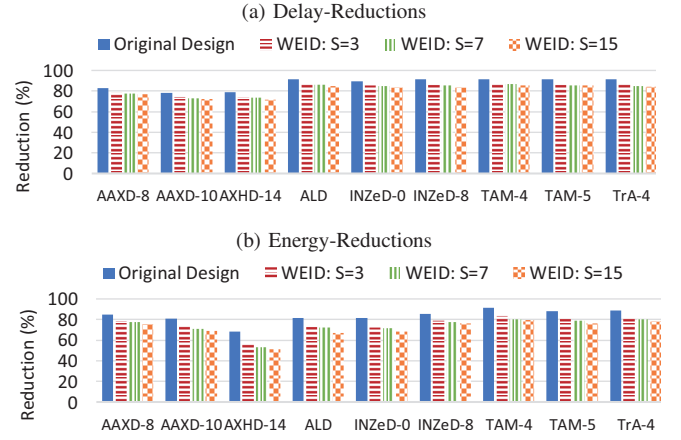 (a) Delay-Reductions
Original Design WEID: S=3 WEID: S=7 WEID: S=15
Reduction (%)
100
80
60
40
20
0
AAXD-8 AAXD-10 AXHD-14 ALD INZeD-0 INZeD-8 TAM-4 TAM-5 TrA-4
(b) Energy-Reductions
Original Design WEID: S=3 WEID: S=7 WEID: S=15
Reduction (%)
100
80
60
40
20
0
AAXD-8 AAXD-10 AXHD-14 ALD INZeD-0 INZeD-8 TAM-4 TAM-5 TrA-4